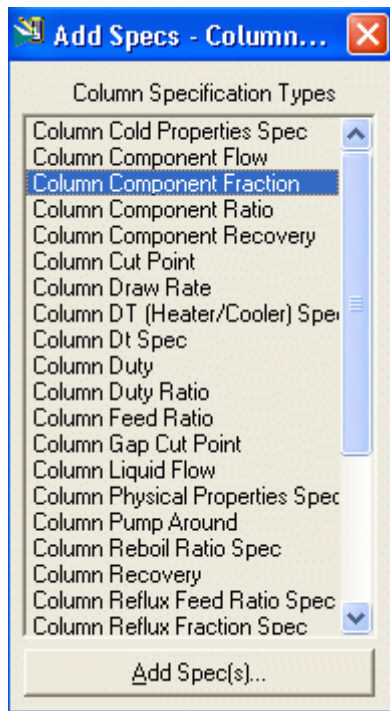 Add Specs - Column...
Column Specification Types
Column Cold Properties Spec
Column Component Flow
Column Component Fraction
Column Component Ratio
Column Component Recovery
Column Cut Point
Column Draw Rate
Column DT (Heater/Cooler) Spe
Column Dt Spec
Column Duty
Column Duty Ratio
Column Feed Ratio
Column Gap Cut Point
Column Liquid Flow
Column Physical Properties Spec
Column Pump Around
Column Reboil Ratio Spec
Column Recovery
Column Reflux Feed Ratio Spec
Column Reflux Fraction Spec
Add Spec(s)...